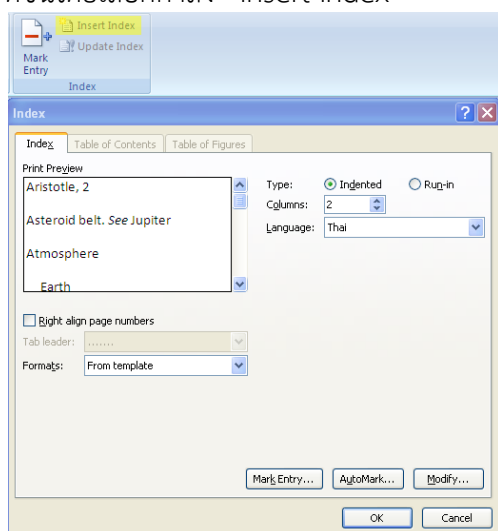 Insert Index
Insert Index
Update Index
Mark
Entry
Index
Index
Index
Table of Contents
Table of Figures
Print Preview
Aristotle, 2
Asteroid belt. See Jupiter
Atmosphere
Earth
Type:
Indented
Run-in
Columns:
2
Language:
Thai
Right align page numbers
Tab leader:
.......
Formats:
From template
Mark Entry...
AutoMark...
Modify...
OK
Cancel